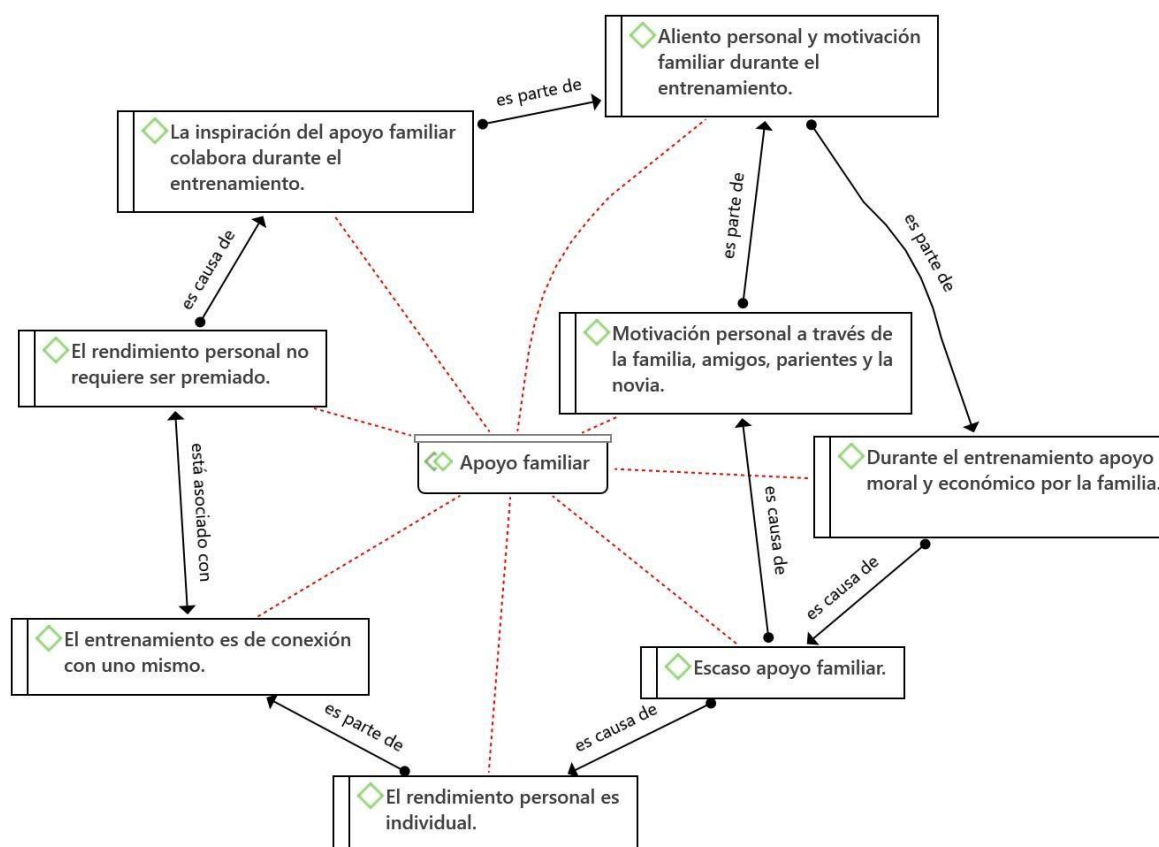 Aliento personal y motivación
familiar durante el
entrenamiento.
es parte de
La inspiración del apoyo familiar
colabora durante el
entrenamiento.
es parte de
es parte de
es causa de
Motivación personal a través de
la familia, amigos, parientes y la
novia.
El rendimiento personal no
requiere ser premiado.
Apoyo familiar
Durante el entrenamiento apoyo
moral y económico por la familia.
está asociado con
es causa de
es causa de
El entrenamiento es de conexión
con uno mismo.
Escaso apoyo familiar.
es parte de
es causa de
El rendimiento personal es
individual.